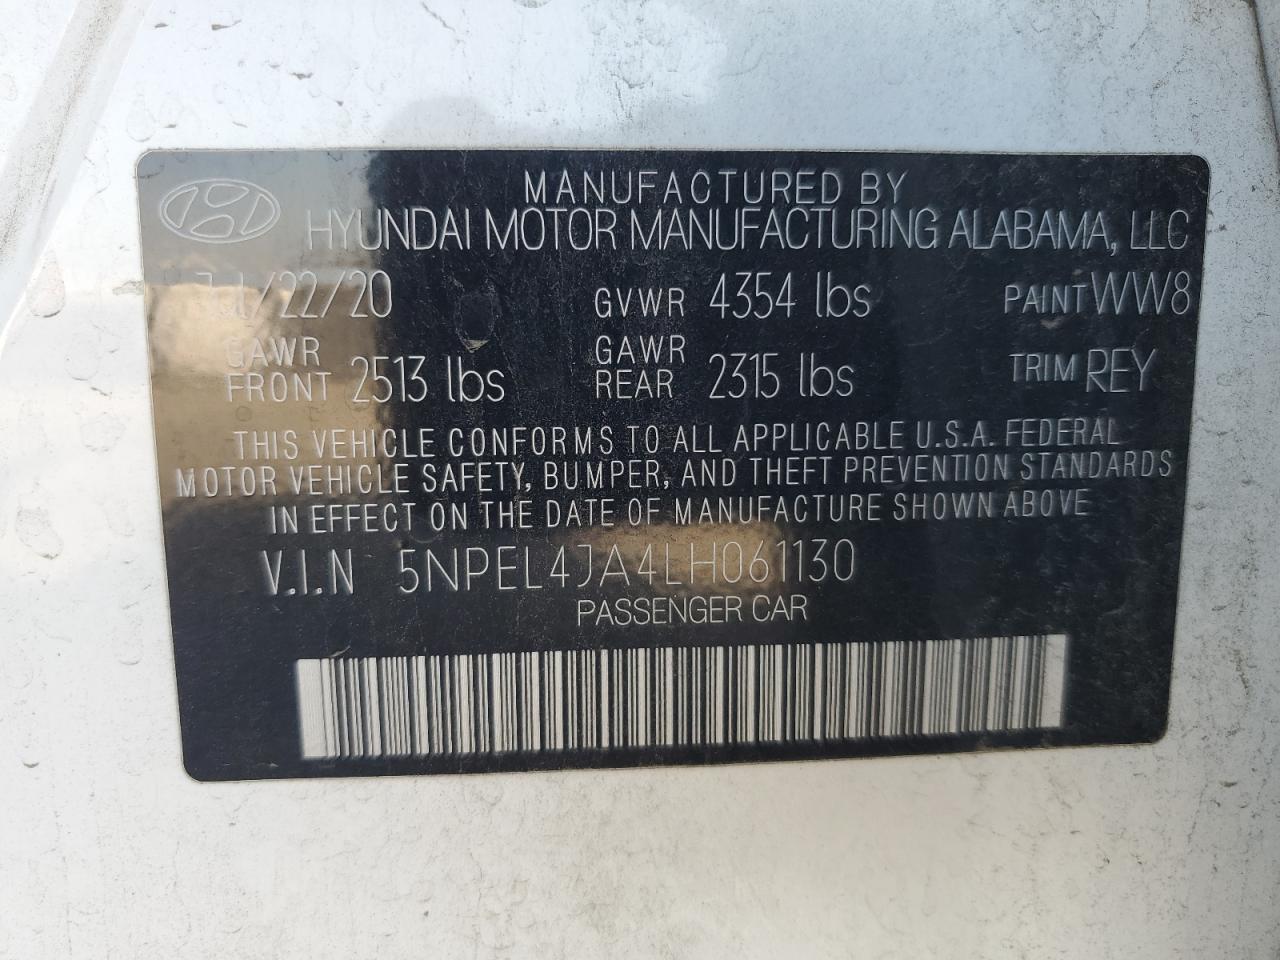 MANUFACTURED BY
HYUNDAI MOTOR MANUFACTURING ALABAMA, LLC
/22/20 GVWR 4354 lbs PAINT WW8
GAWR FRONT 2513 lbs GAWR REAR 2315 lbs TRIM REY
THIS VEHICLE CONFORMS TO ALL APPLICABLE U.S.A. FEDERAL
MOTOR VEHICLE SAFETY, BUMPER, AND THEFT PREVENTION STANDARDS
IN EFFECT ON THE DATE OF MANUFACTURE SHOWN ABOVE
V.I.N 5NPEL4JA4LH061130
PASSENGER CAR